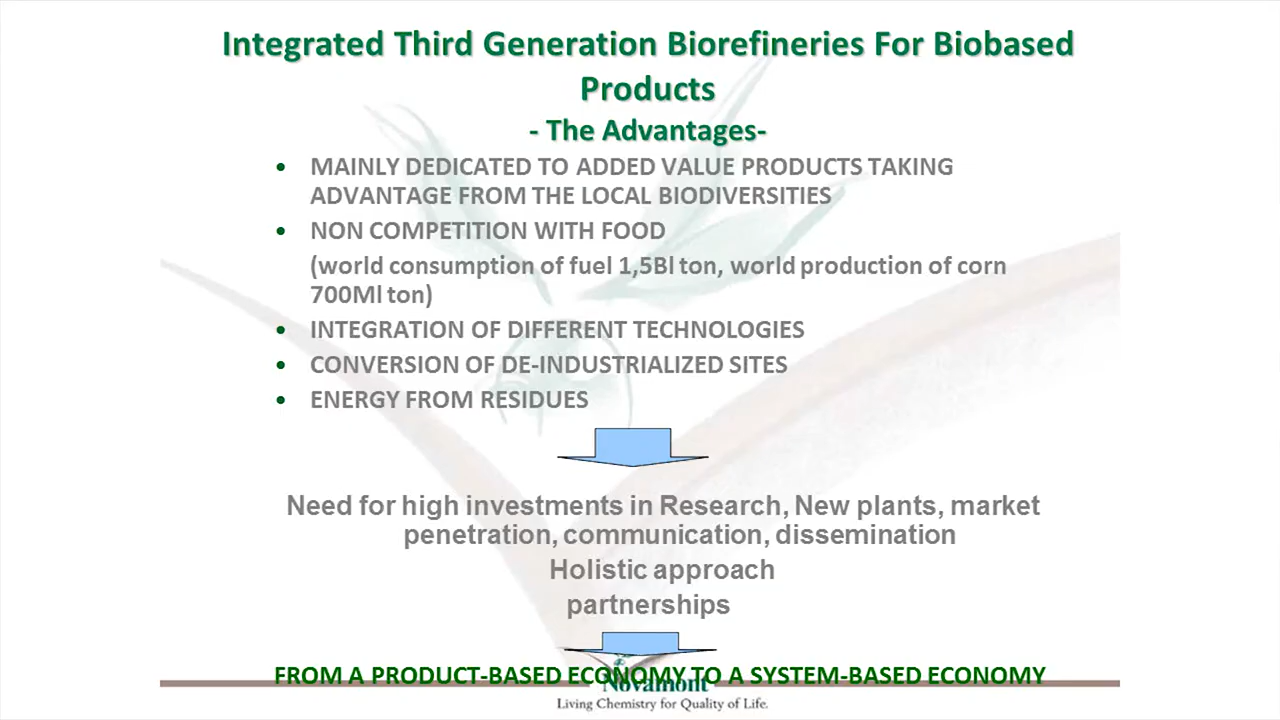 Integrated Third Generation Biorefineries For Biobased
Products
- The Advantages-
• MAINLY DEDICATED TO ADDED VALUE PRODUCTS TAKING
ADVANTAGE FROM THE LOCAL BIODIVERSITIES
• NON COMPETITION WITH FOOD
(world consumption of fuel 1,5Bl ton, world production of corn
700Ml ton)
• INTEGRATION OF DIFFERENT TECHNOLOGIES
• CONVERSION OF DE-INDUSTRIALIZED SITES
• ENERGY FROM RESIDUES
Need for high investments in Research, New plants, market
penetration, communication, dissemination
Holistic approach
partnerships
FROM A PRODUCT-BASED ECONOMY TO A SYSTEM-BASED ECONOMY
Novamont
Living Chemistry for Quality of Life.